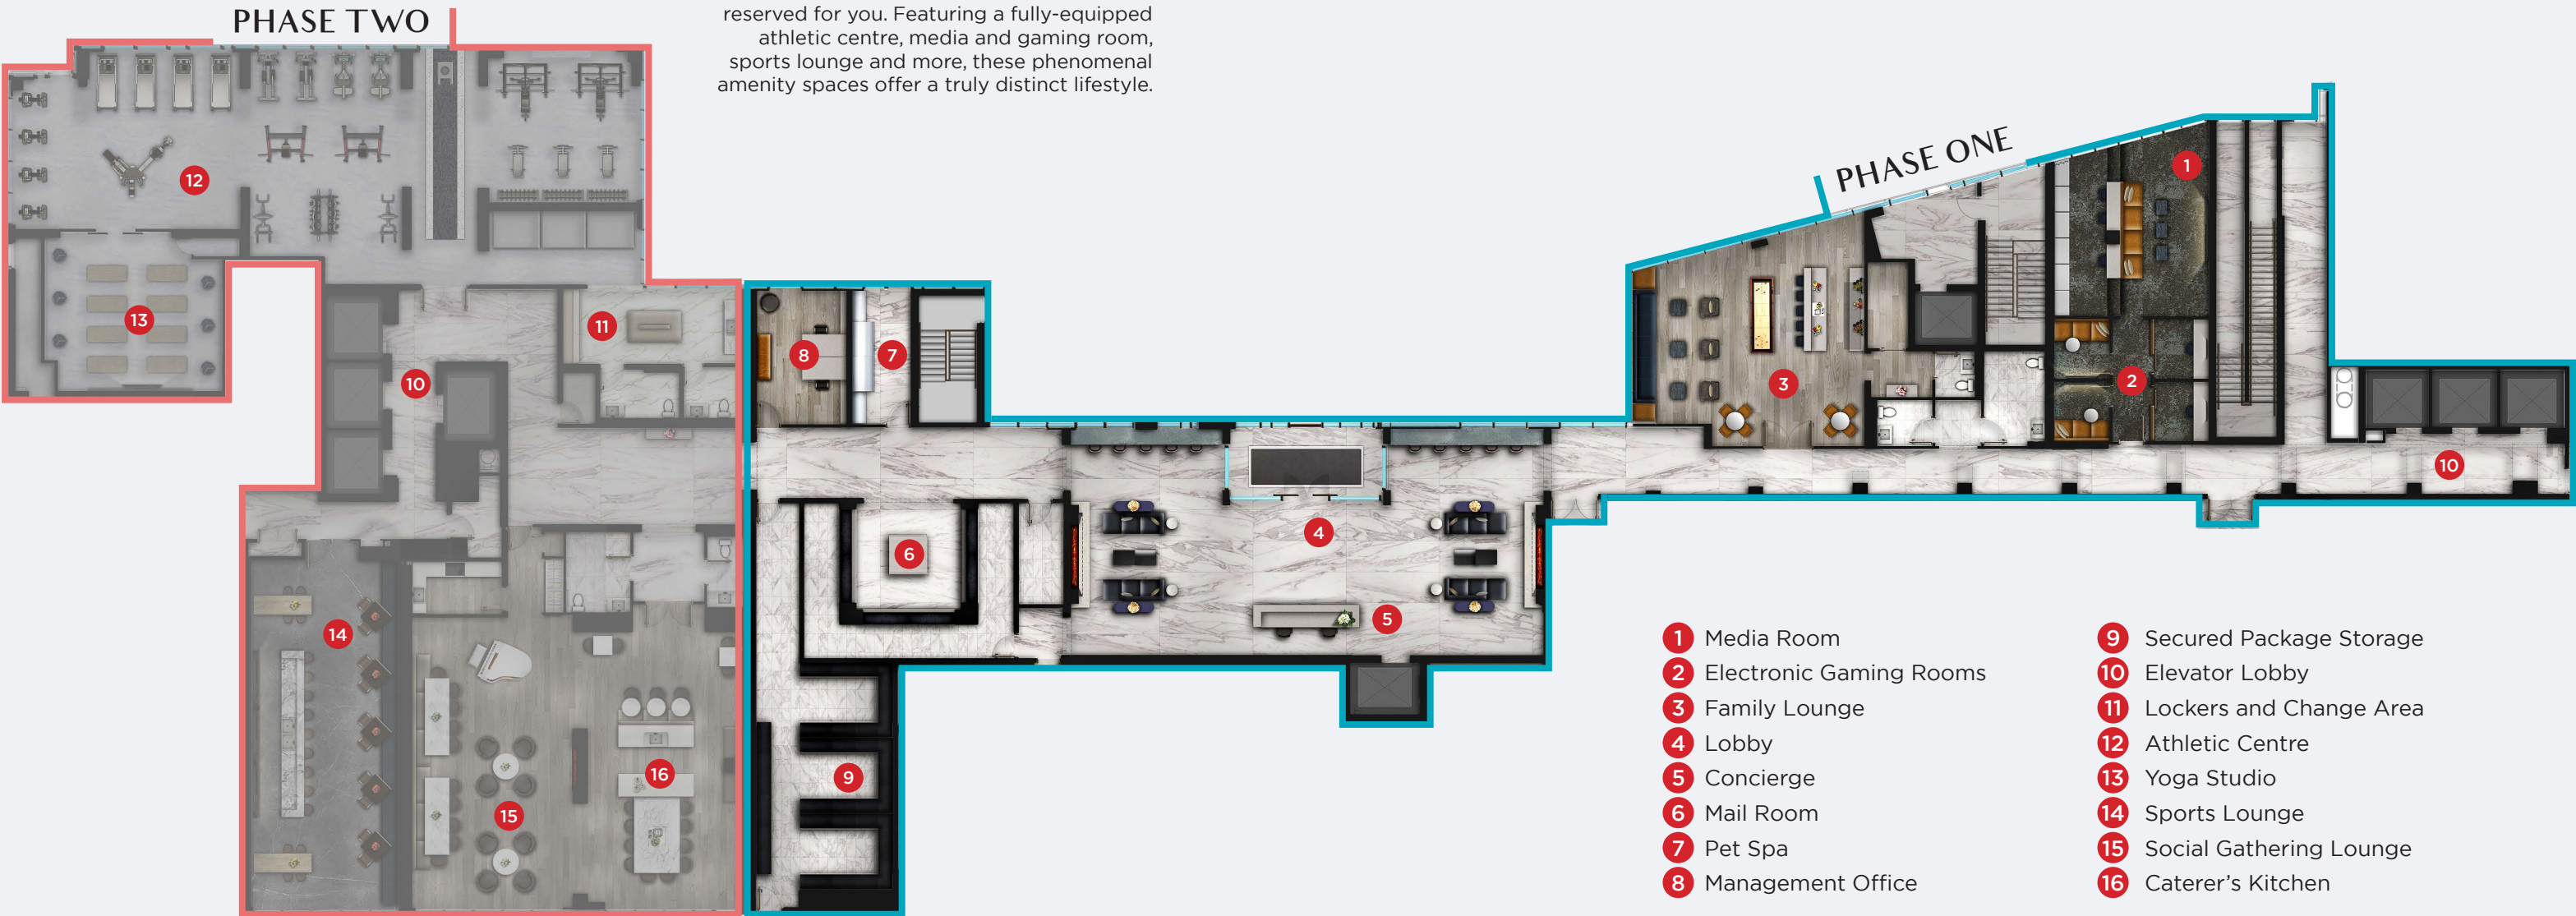 PHASE TWO
reserved for you. Featuring a fully-equipped
athletic centre, media and gaming room,
sports lounge and more, these phenomenal
amenity spaces offer a truly distinct lifestyle.
PHASE ONE
1
12
13
11
10
8
7
3
2
10
4
6
5
14
9
16
15
1 Media Room
2 Electronic Gaming Rooms
3 Family Lounge
4 Lobby
5 Concierge
6 Mail Room
7 Pet Spa
8 Management Office
9 Secured Package Storage
10 Elevator Lobby
11 Lockers and Change Area
12 Athletic Centre
13 Yoga Studio
14 Sports Lounge
15 Social Gathering Lounge
16 Caterer’s Kitchen